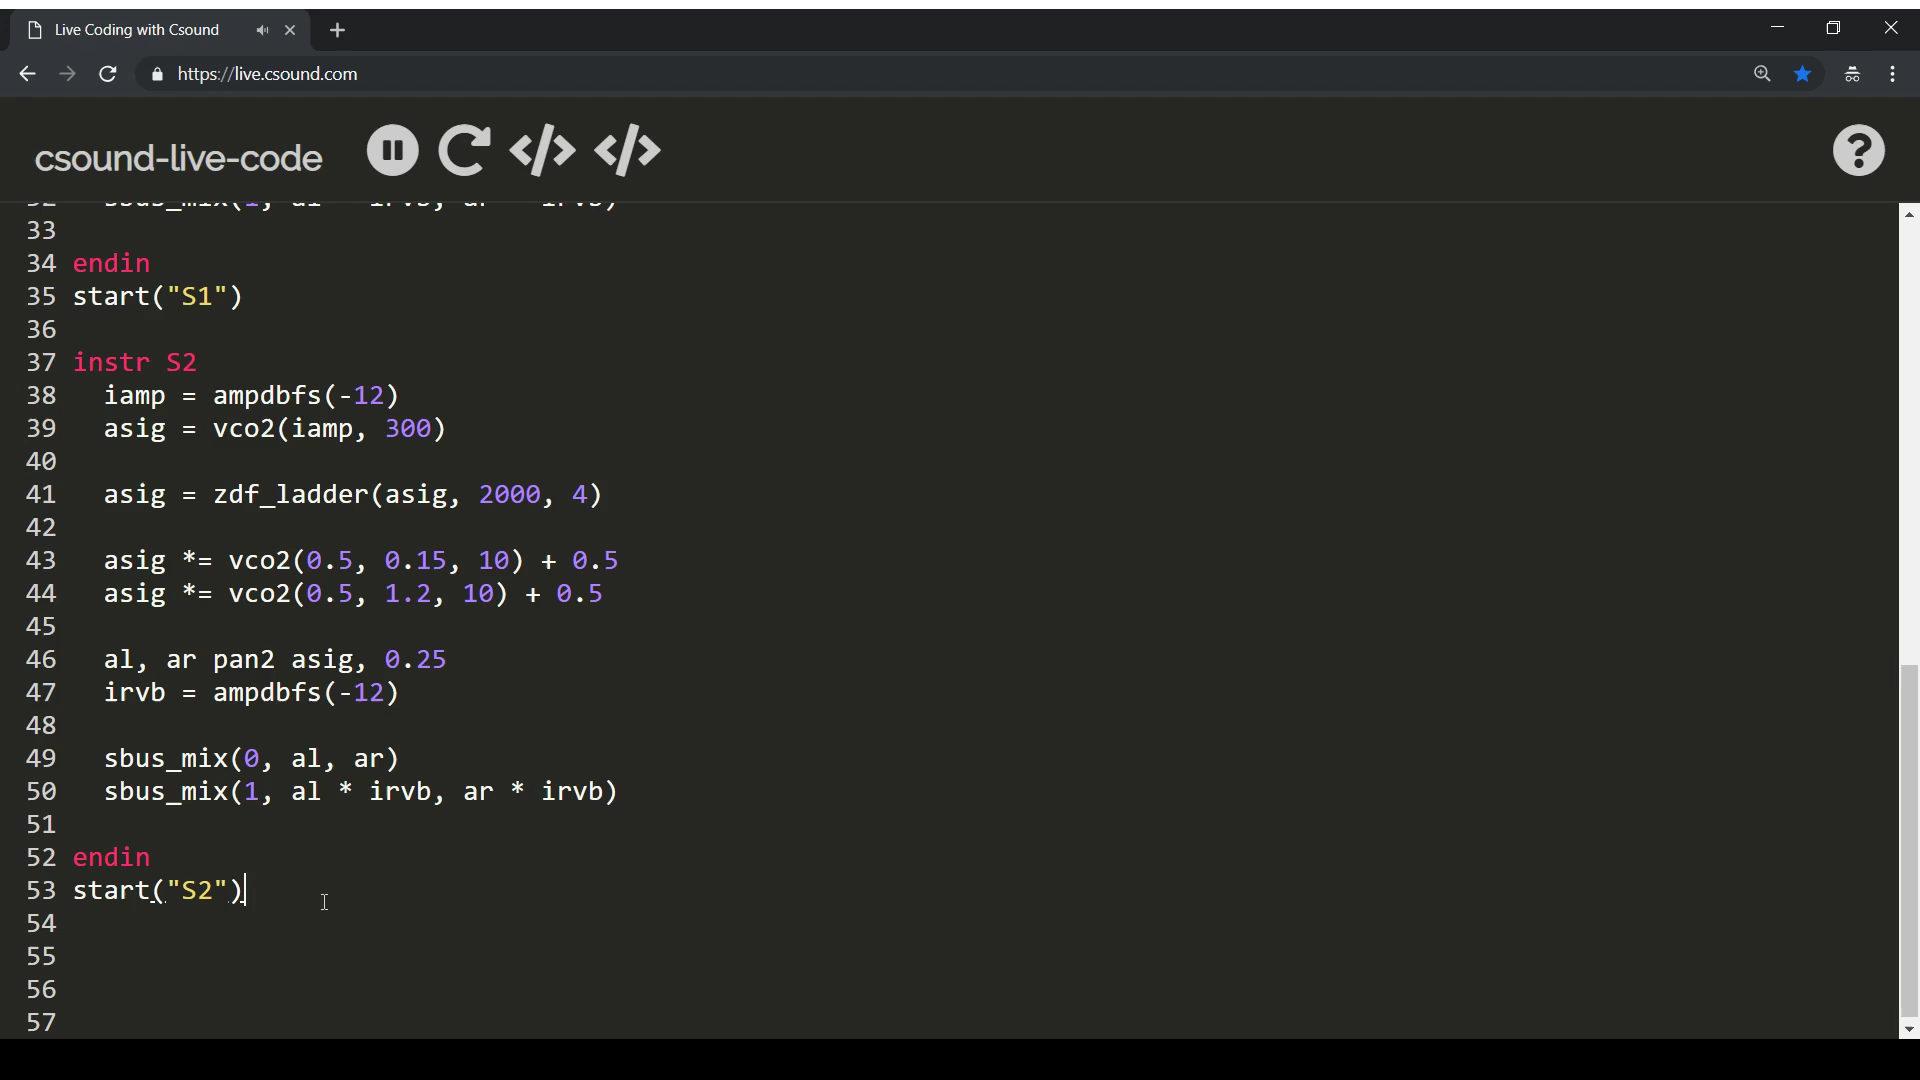 Live Coding with Csound
https://live.csound.com
csound-live-code
33
34 endin
35 start("S1")
36
37 instr S2
38   iamp = ampdbfs(-12)
39   asig = vco2(iamp, 300)
40
41   asig = zdf_ladder(asig, 2000, 4)
42
43   asig *= vco2(0.5, 0.15, 10) + 0.5
44   asig *= vco2(0.5, 1.2, 10) + 0.5
45
46   al, ar pan2 asig, 0.25
47   irvb = ampdbfs(-12)
48
49   sbus_mix(0, al, ar)
50   sbus_mix(1, al * irvb, ar * irvb)
51
52 endin
53 start("S2")
54
55
56
57